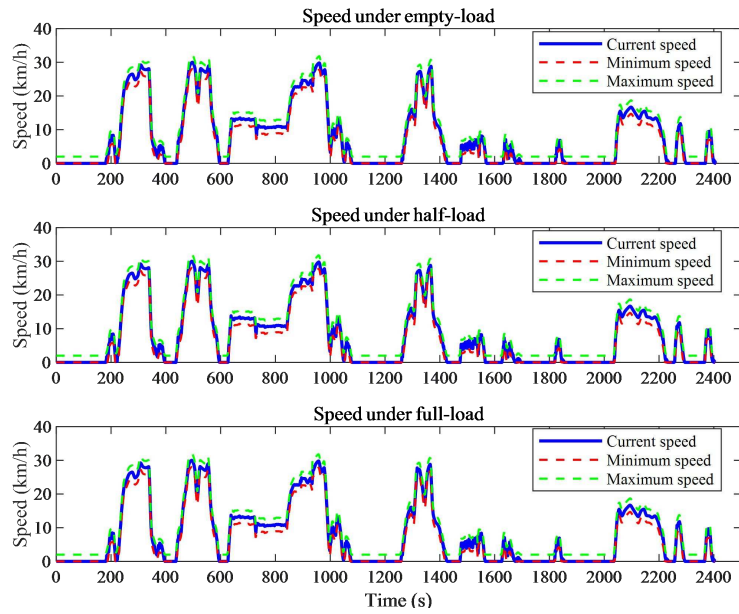 Speed under empty-load
Speed (km/h)
40
30
20
10
0
Current speed
Minimum speed
Maximum speed
0 200 400 600 800 1000 1200 1400 1600 1800 2000 2200 2400
Speed under half-load
Speed (km/h)
40
30
20
10
0
Current speed
Minimum speed
Maximum speed
0 200 400 600 800 1000 1200 1400 1600 1800 2000 2200 2400
Speed under full-load
Speed (km/h)
40
30
20
10
0
Current speed
Minimum speed
Maximum speed
0 200 400 600 800 1000 1200 1400 1600 1800 2000 2200 2400
Time (s)